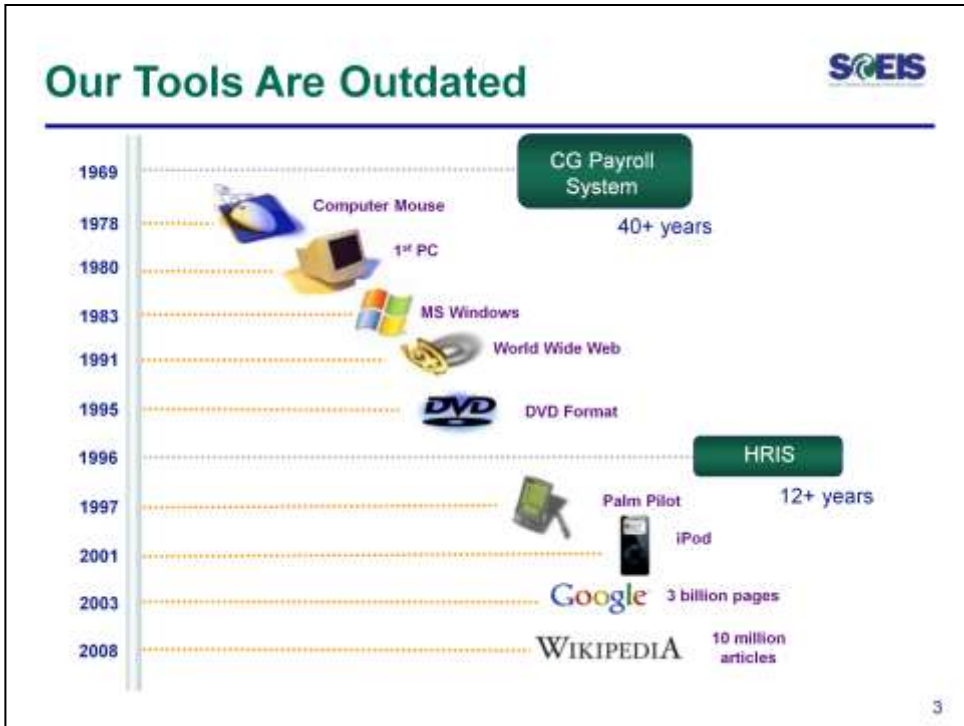 Our Tools Are Outdated
SCEIS
1969
CG Payroll
System
40+ years
Computer Mouse
1978
1st PC
1980
1983
MS Windows
World Wide Web
1991
1995
DVD
DVD Format
1996
HRIS
12+ years
1997
Palm Pilot
iPod
2001
2003
Google
3 billion pages
2008
WIKIPEDIA
10 million
articles
3